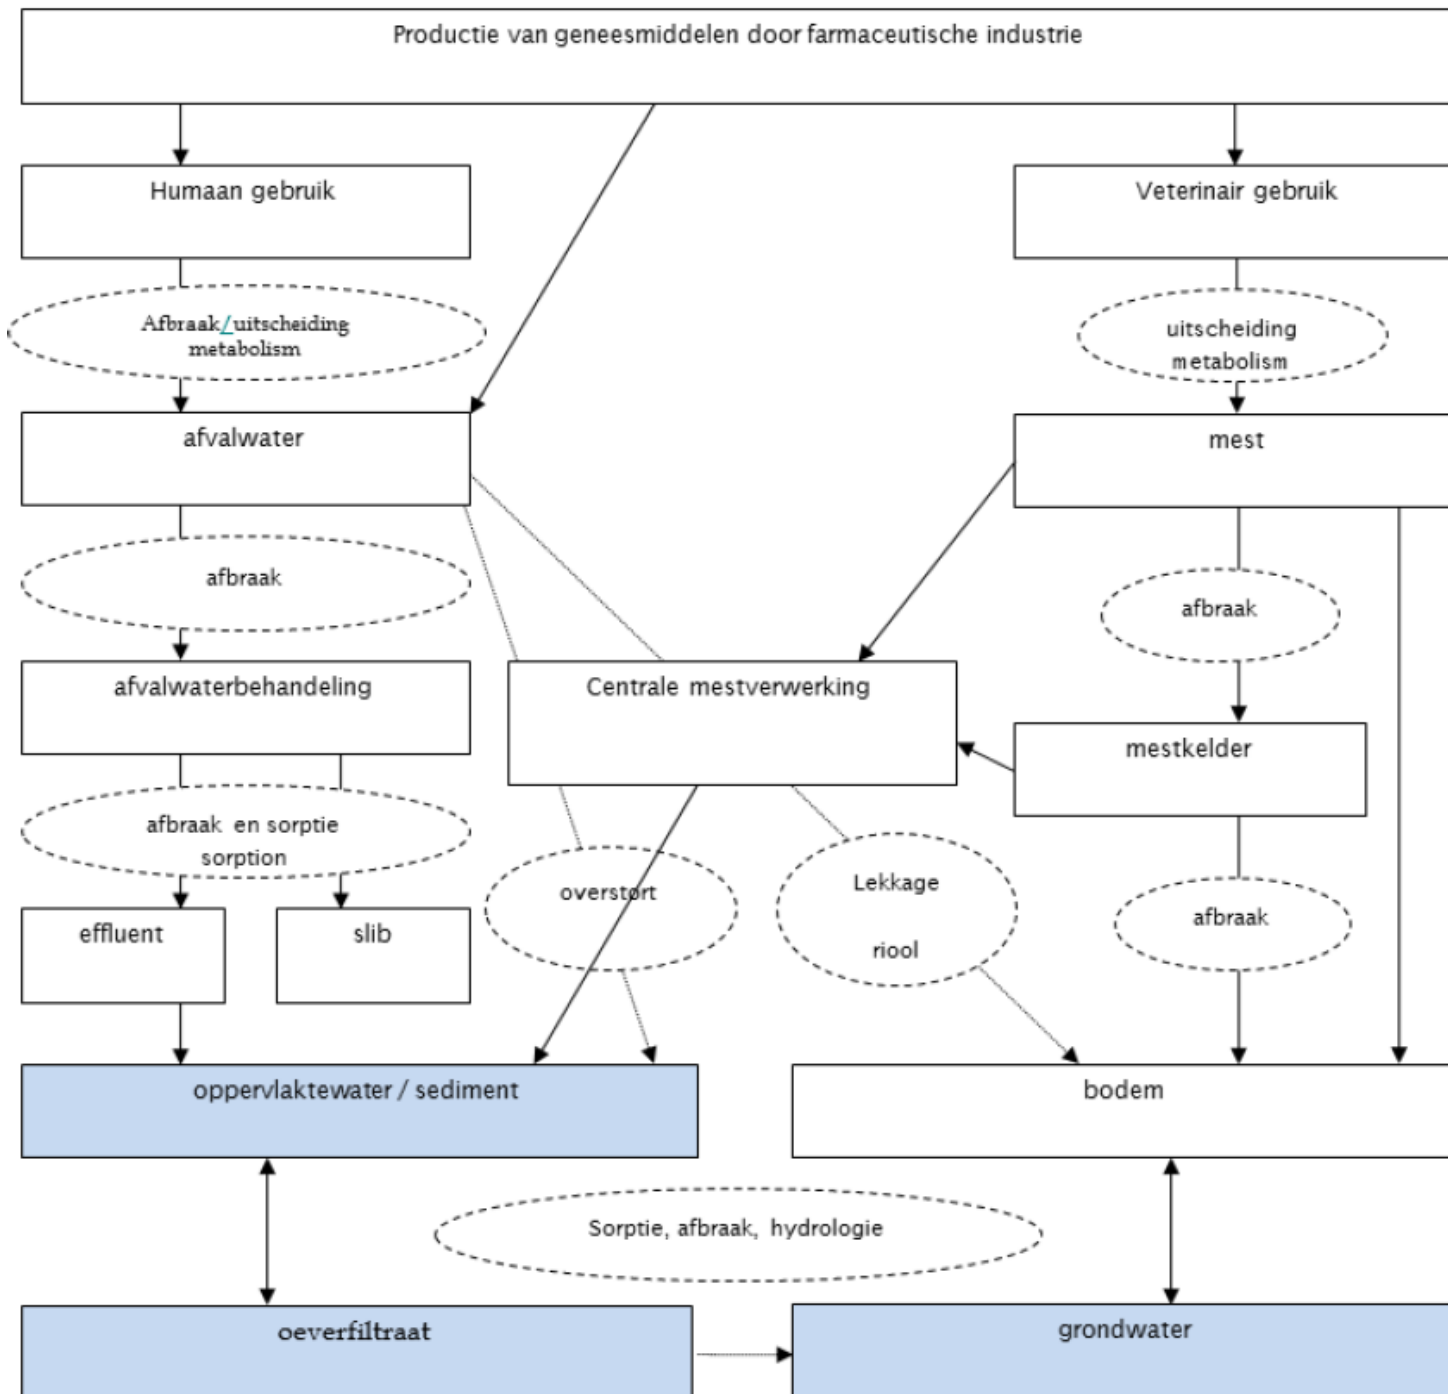 Productie van geneesmiddelen door farmaceutische industrie
Humaan gebruik
Veterinair gebruik
Afbraak/uitscheiding
metabolism
uitscheiding
metabolism
afvalwater
mest
afbraak
afbraak
afvalwaterbehandeling
Centrale mestverwerking
mestkelder
afbraak en sorptie
sorption
overstort
Lekkage
riool
afbraak
effluent
slib
oppervlaktewater / sediment
bodem
Sorptie, afbraak, hydrologie
oeverfiltraat
grondwater